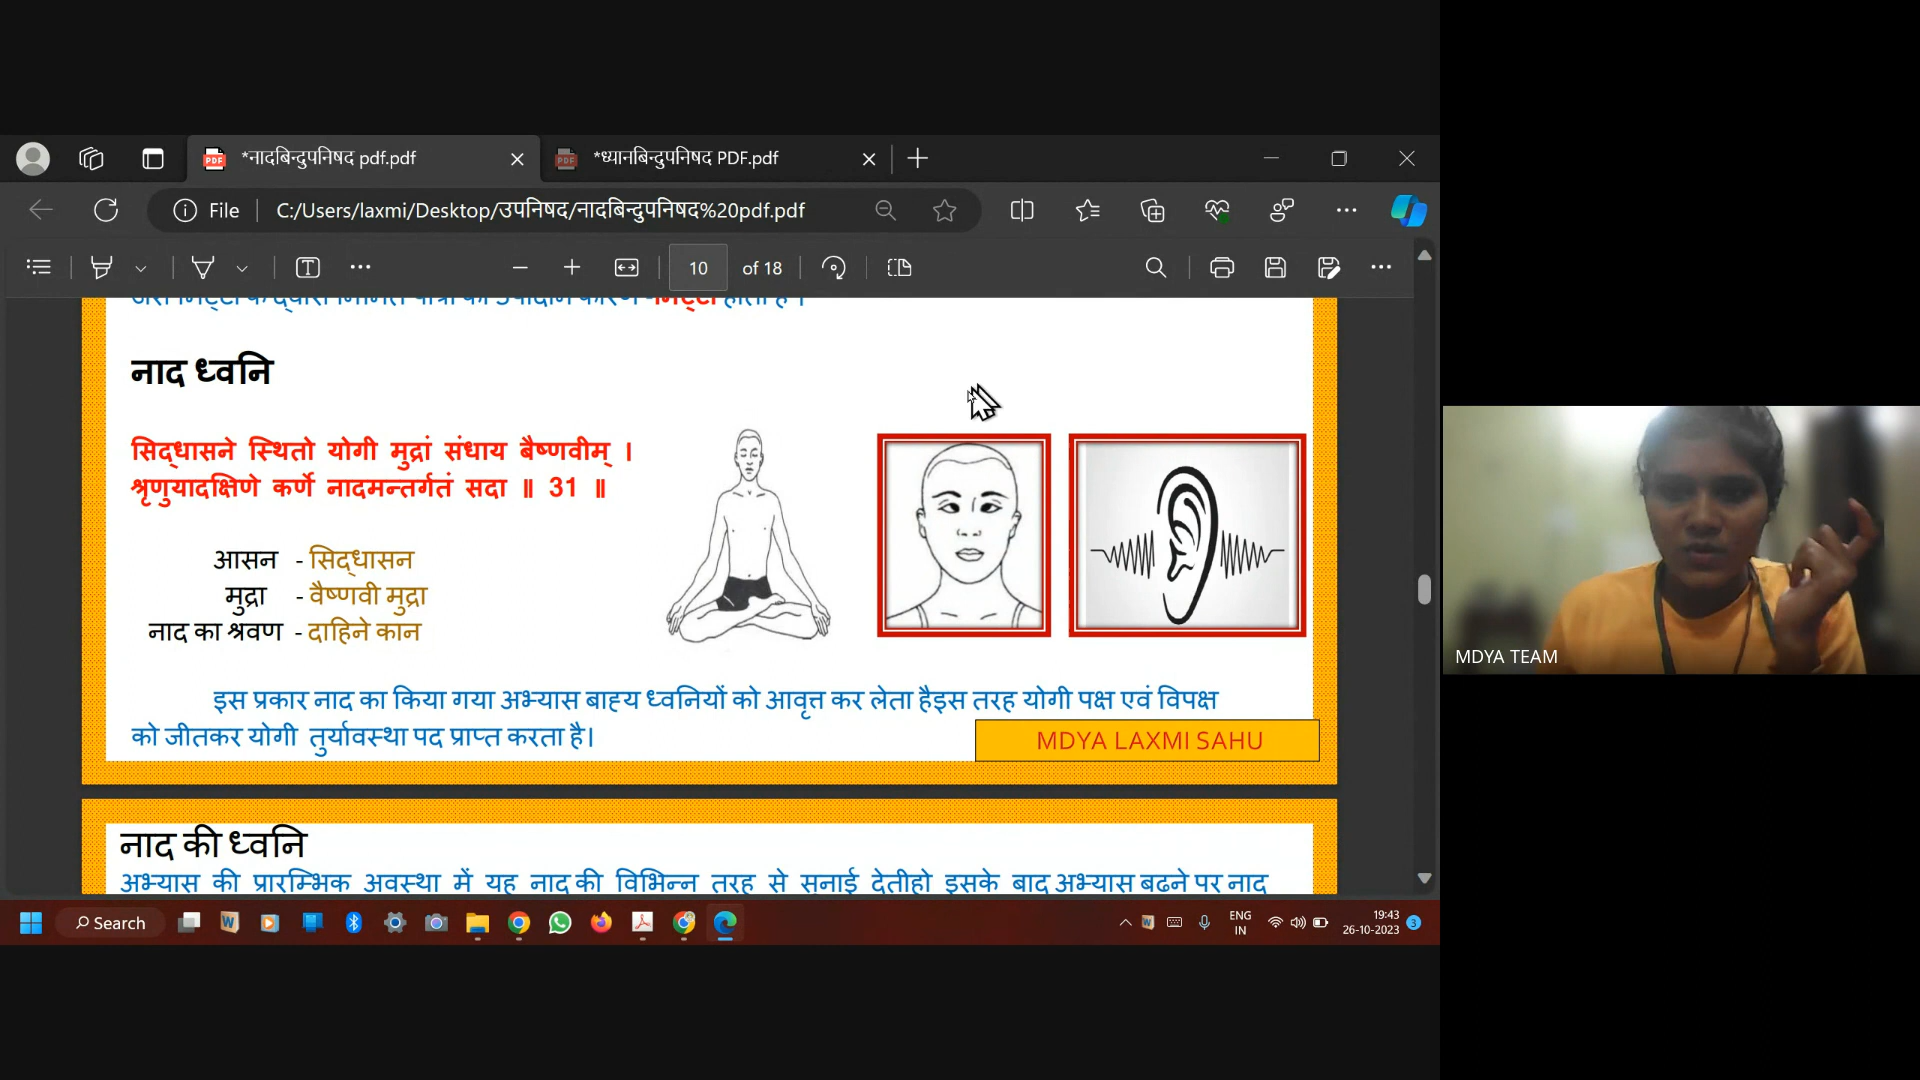 *नादबिन्दुपनिषद pdf.pdf
*ध्यानबिन्दुपनिषद PDF.pdf
File
C:/Users/laxmi/Desktop/उपनिषद/नादबिन्दुपनिषद%20pdf.pdf
10 of 18
नाद ध्वनि
सिद्धासने स्थितो योगी मुद्रां संधाय बैष्णवीम् ।
श्रृणुयादक्षिणे कर्णे नादमन्तर्गतं सदा ॥ 31 ॥
आसन - सिद्धासन
मुद्रा - वैष्णवी मुद्रा
नाद का श्रवण - दाहिने कान
इस प्रकार नाद का किया गया अभ्यास बाह्य ध्वनियों को आवृत्त कर लेता हैइस तरह योगी पक्ष एवं विपक्ष
को जीतकर योगी तुर्यावस्था पद प्राप्त करता है।
MDYA LAXMI SAHU
नाद की ध्वनि
अभ्यास की प्रारम्भिक अवस्था में यह नाद की विभिन्न तरह से सुनाई देतीहो इसके बाद अभ्यास बढने पर नाद
MDYA TEAM
Search
ENG
IN
19:43
26-10-2023
3